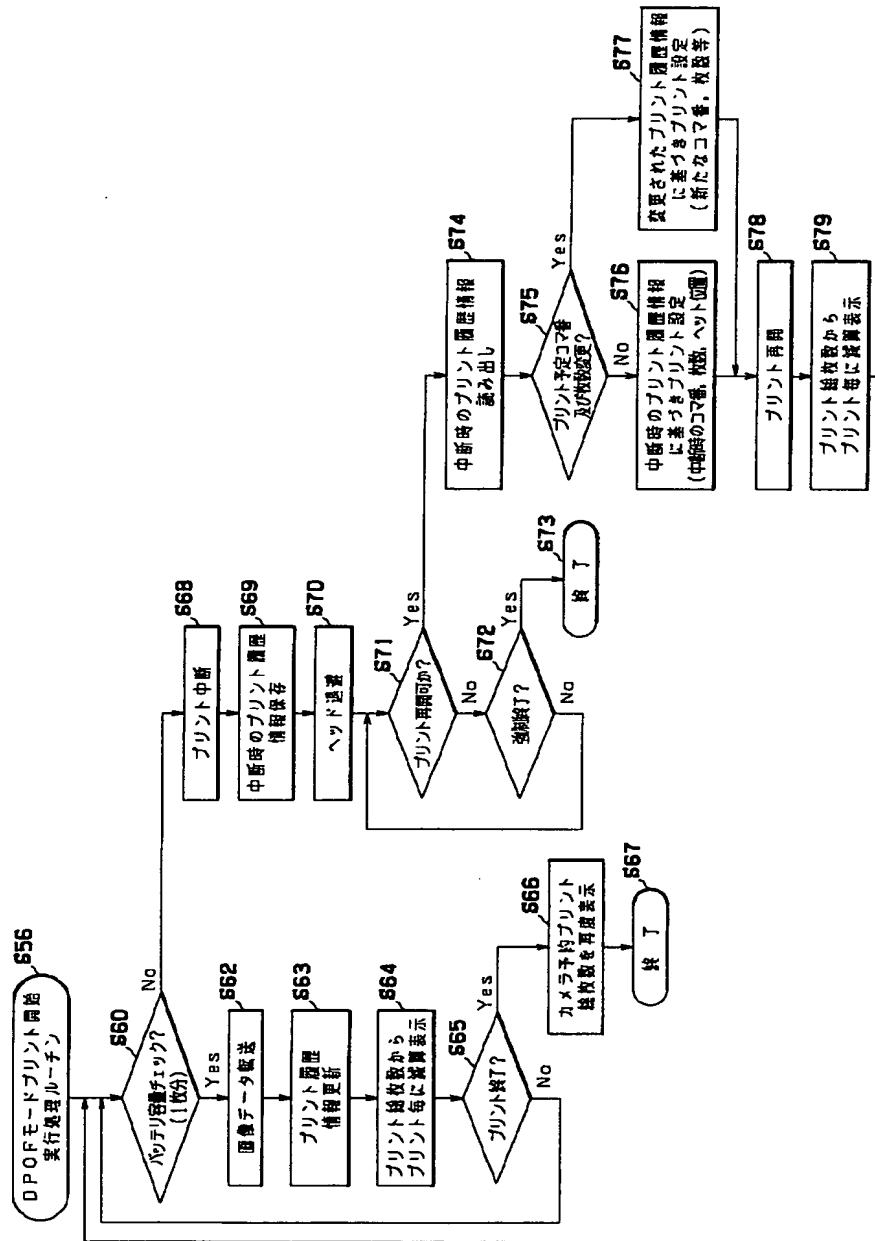 S56
DPOFモードプリント開始
実行処理ルーチン
S60
バッテリ容量チェック?
(1枚分)
No
Yes
S62
画像データ転送
S63
プリント履歴
情報更新
S64
プリント総枚数から
プリント毎に減算表示
S65
プリント終了?
Yes
No
S66
カメラ予約プリント
総枚数を再度表示
S67
終了
S68
プリント中断
S69
中断時のプリント履歴
情報保存
S70
ヘッド退避
S71
プリント再開可か?
Yes
No
S72
強制終了?
Yes
No
S73
終了
S74
中断時のプリント履歴情報
読み出し
S75
プリント予定コマ番
及び枚数変更?
Yes
No
S76
中断時のプリント履歴情報
に基づきプリント設定
(中断時のコマ番、枚数、ヘット位置)
S77
変更されたプリント履歴情報
に基づきプリント設定
(新たなコマ番、枚数等)
S78
プリント再開
S79
プリント総枚数から
プリント毎に減算表示